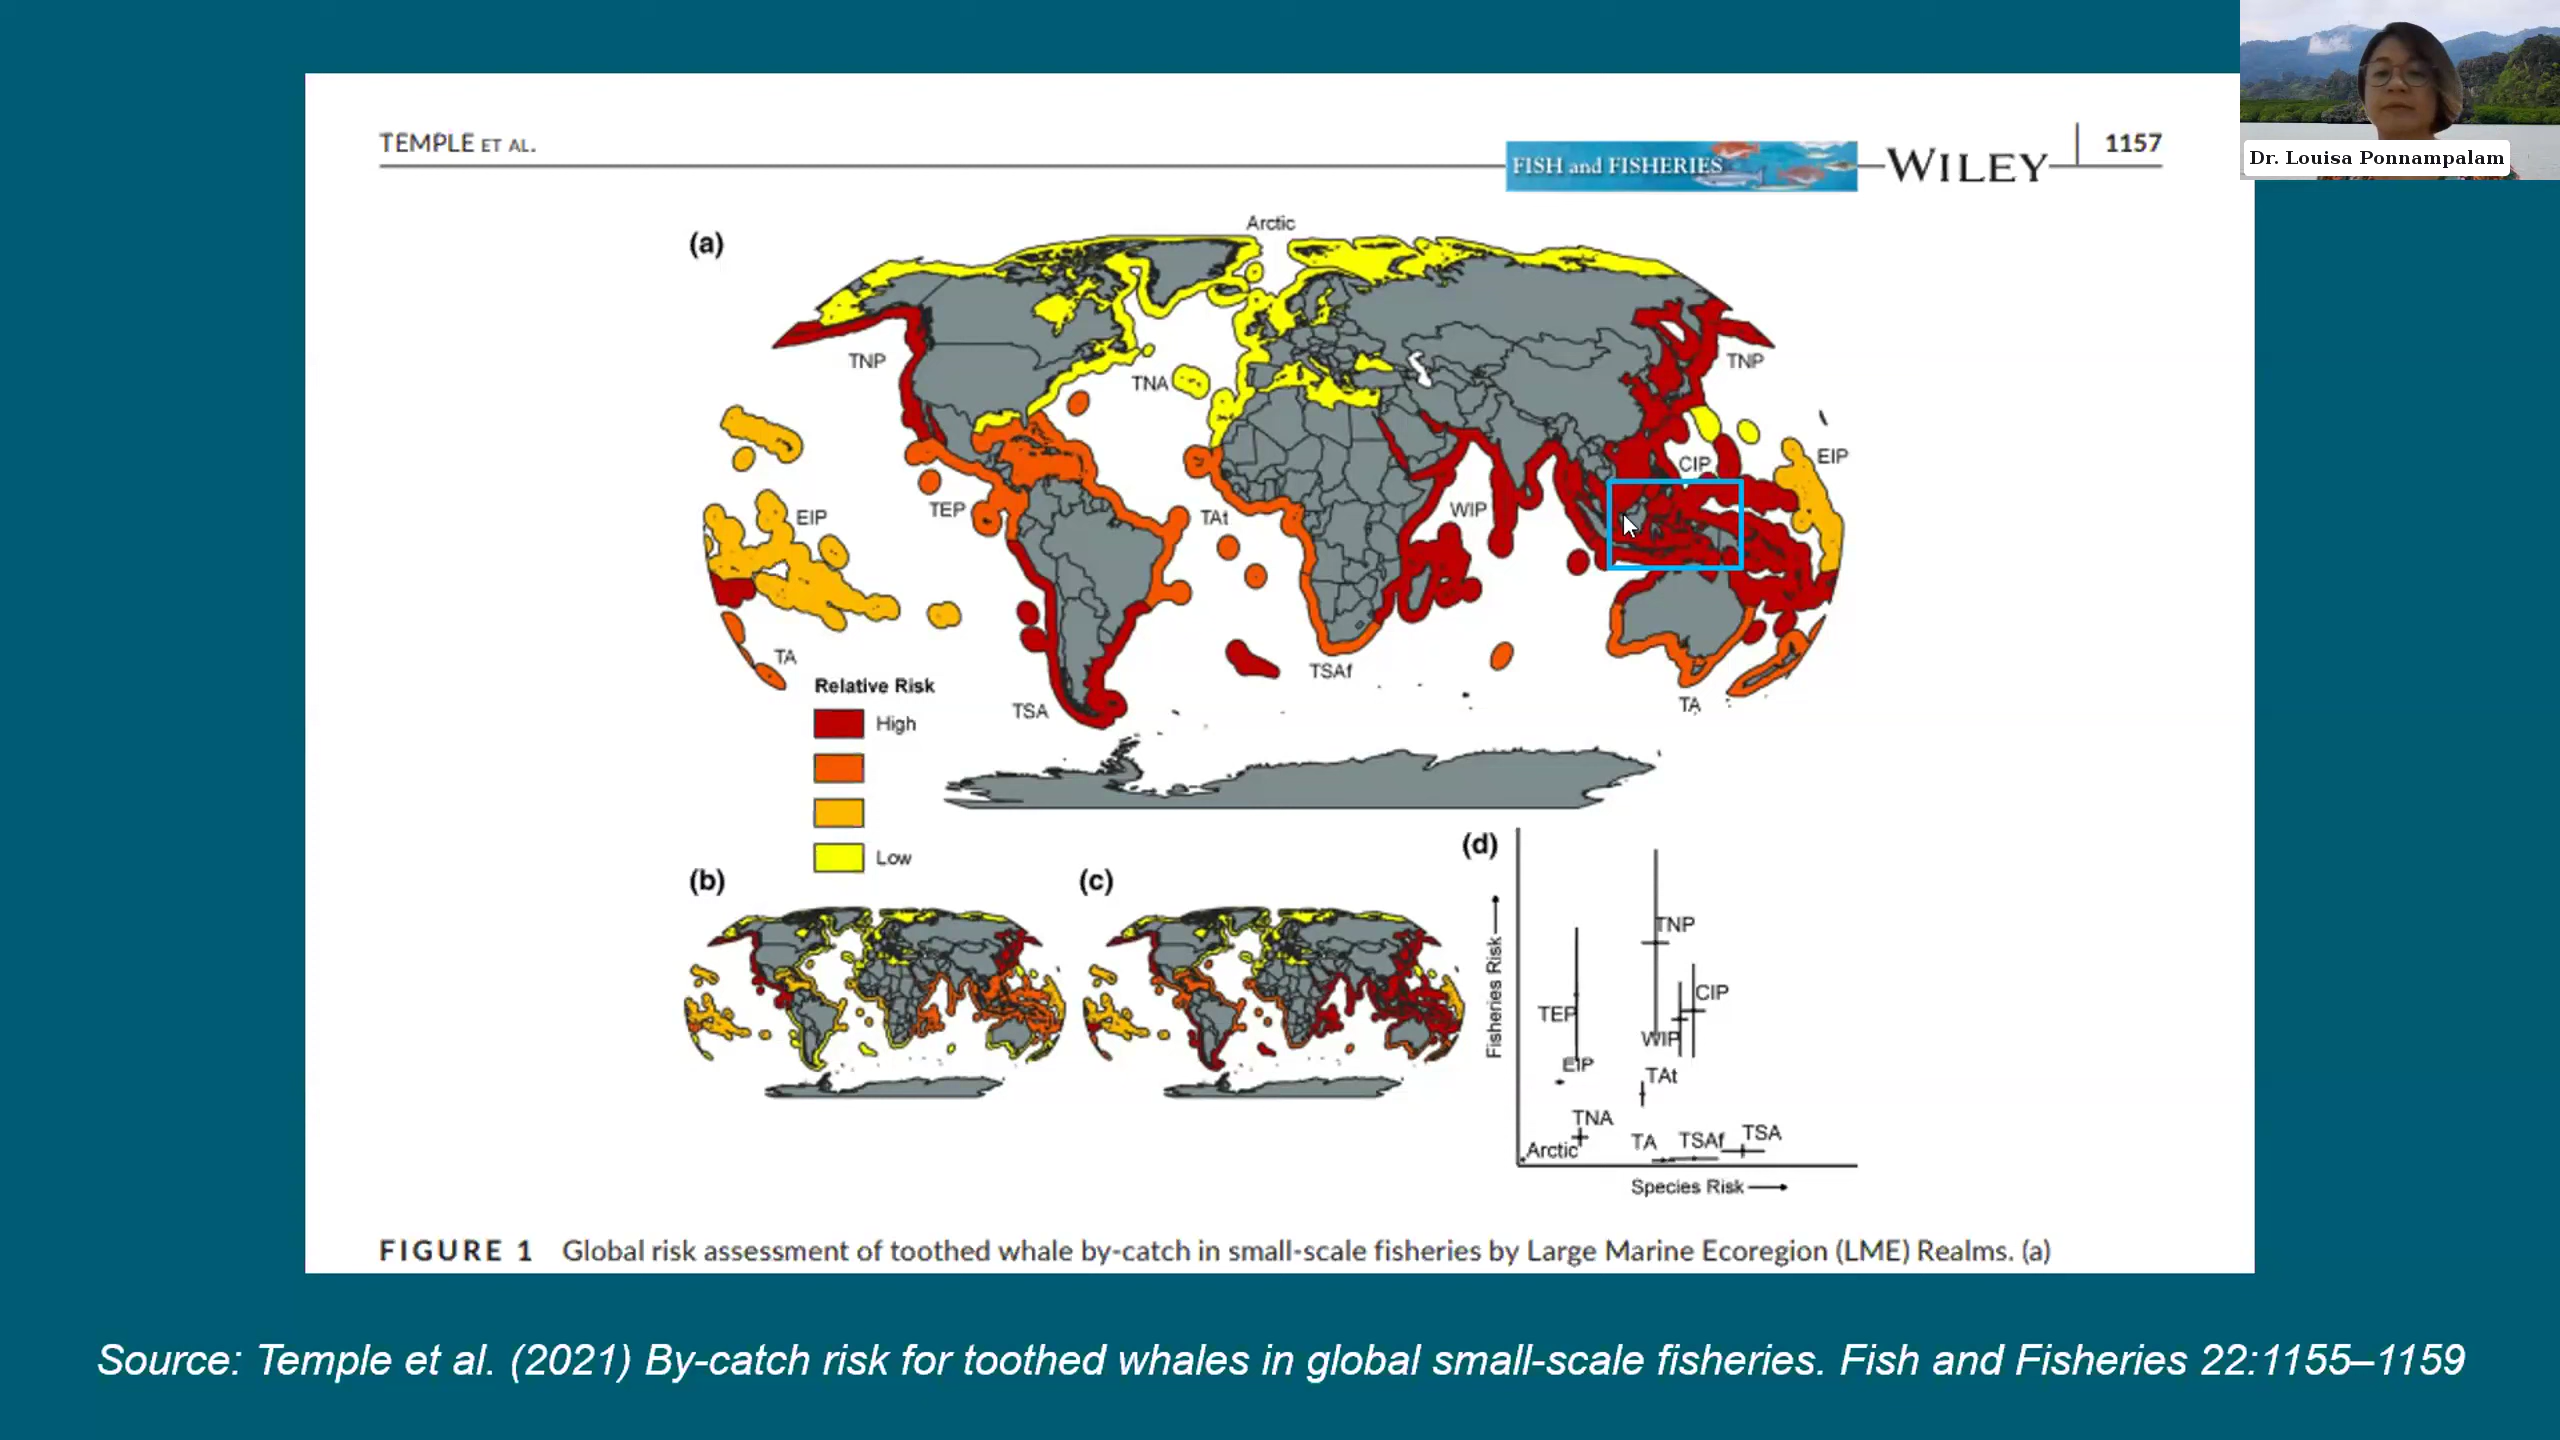 Dr. Louisa Ponnampalam
TEMPLE ET AL.
FISH and FISHERIES
WILEY
1157
(a)
Arctic
TNP
TNA
TNP
EIP
CIP
EIP
TEP
TAt
WIP
TA
TSA
TSAf
TA
Relative Risk
High
Low
(b)
(c)
(d)
Fisheries Risk
TNP
CIP
TEP
WIP
EIP
TAt
TNA
TA
TSAf
TSA
Arctic
Species Risk
FIGURE 1 Global risk assessment of toothed whale by-catch in small-scale fisheries by Large Marine Ecoregion (LME) Realms. (a)
Source: Temple et al. (2021) By-catch risk for toothed whales in global small-scale fisheries. Fish and Fisheries 22:1155–1159